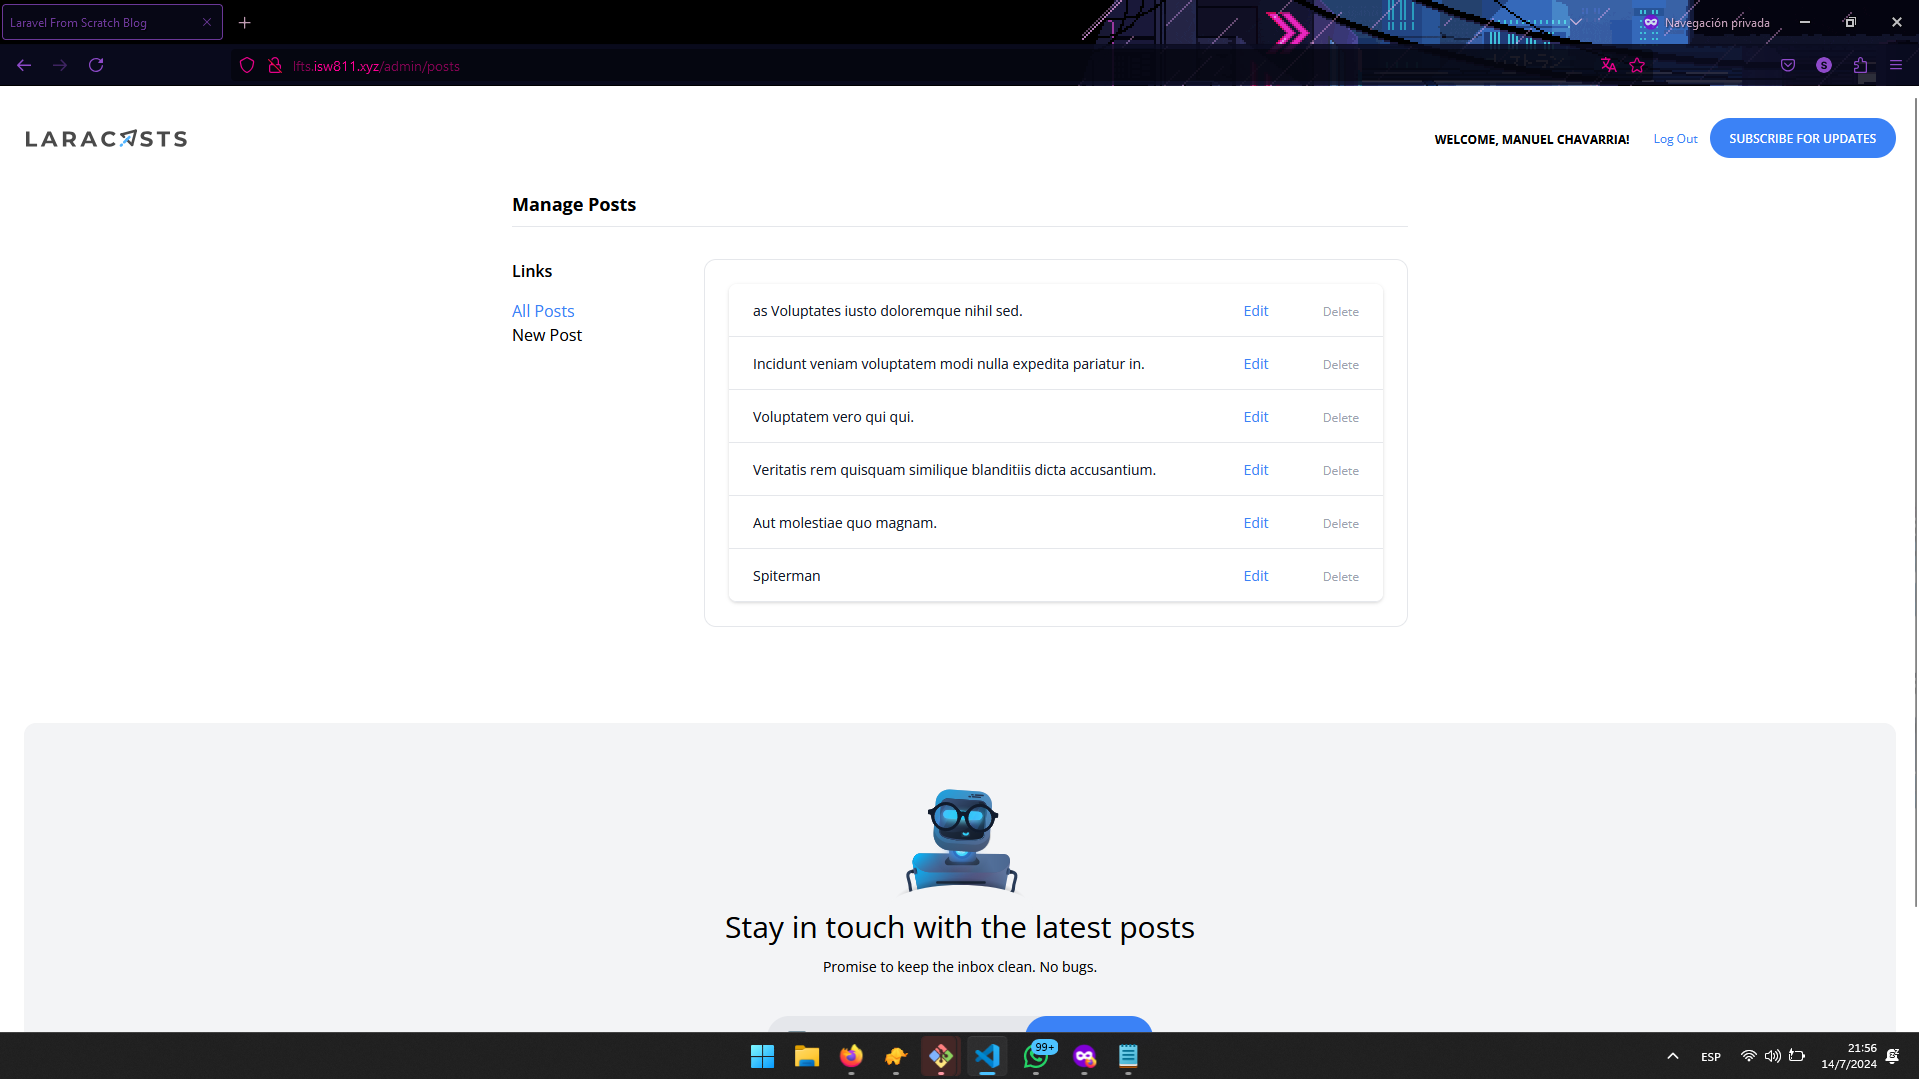 Laravel From Scratch Blog
Navegación privada
lfts.isw811.xyz/admin/posts
LARACASTS
WELCOME, MANUEL CHAVARRIA!
Log Out
SUBSCRIBE FOR UPDATES
Manage Posts
Links
All Posts
New Post
as Voluptates iusto doloremque nihil sed. Edit Delete
Incidunt veniam voluptatem modi nulla expedita pariatur in. Edit Delete
Voluptatem vero qui qui. Edit Delete
Veritatis rem quisquam similique blanditiis dicta accusantium. Edit Delete
Aut molestiae quo magnam. Edit Delete
Spiterman Edit Delete
Stay in touch with the latest posts
Promise to keep the inbox clean. No bugs.
99+
ESP
21:56
14/7/2024